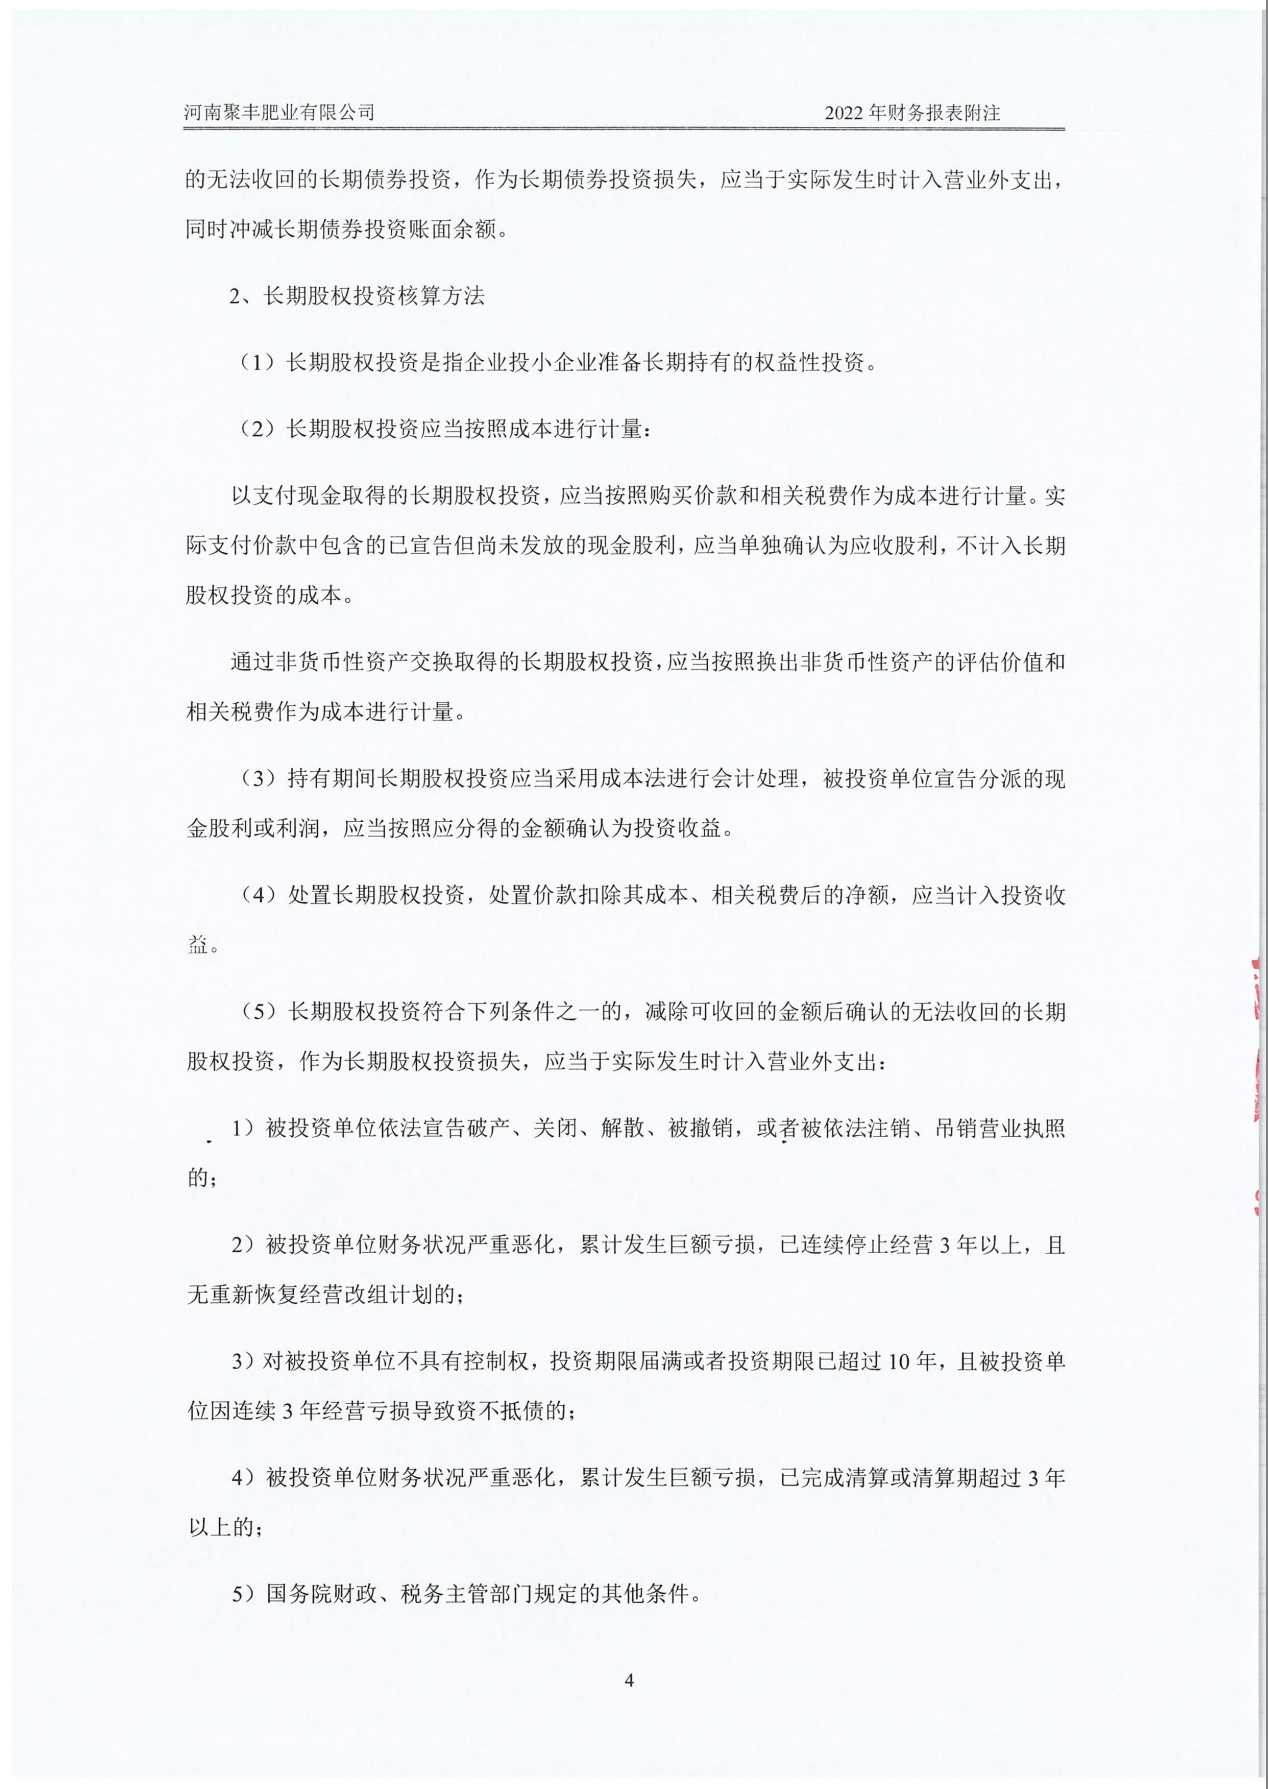 河南聚丰肥业有限公司
2022 年财务报表附注
的无法收回的长期债券投资，作为长期债券投资损失，应当于实际发生时计入营业外支出，
同时冲减长期债券投资账面余额。
2、长期股权投资核算方法
（1）长期股权投资是指企业投小企业准备长期持有的权益性投资。
（2）长期股权投资应当按照成本进行计量：
以支付现金取得的长期股权投资，应当按照购买价款和相关税费作为成本进行计量。实
际支付价款中包含的已宣告但尚未发放的现金股利，应当单独确认为应收股利，不计入长期
股权投资的成本。
通过非货币性资产交换取得的长期股权投资，应当按照换出非货币性资产的评估价值和
相关税费作为成本进行计量。
（3）持有期间长期股权投资应当采用成本法进行会计处理，被投资单位宣告分派的现
金股利或利润，应当按照应分得的金额确认为投资收益。
（4）处置长期股权投资，处置价款扣除其成本、相关税费后的净额，应当计入投资收
益。
（5）长期股权投资符合下列条件之一的，减除可收回的金额后确认的无法收回的长期
股权投资，作为长期股权投资损失，应当于实际发生时计入营业外支出：
1）被投资单位依法宣告破产、关闭、解散、被撤销，或者被依法注销、吊销营业执照
的；
2）被投资单位财务状况严重恶化，累计发生巨额亏损，已连续停止经营 3 年以上，且
无重新恢复经营改组计划的；
3）对被投资单位不具有控制权，投资期限届满或者投资期限已超过 10 年，且被投资单
位因连续 3 年经营亏损导致资不抵债的；
4）被投资单位财务状况严重恶化，累计发生巨额亏损，已完成清算或清算期超过 3 年
以上的；
5）国务院财政、税务主管部门规定的其他条件。
4